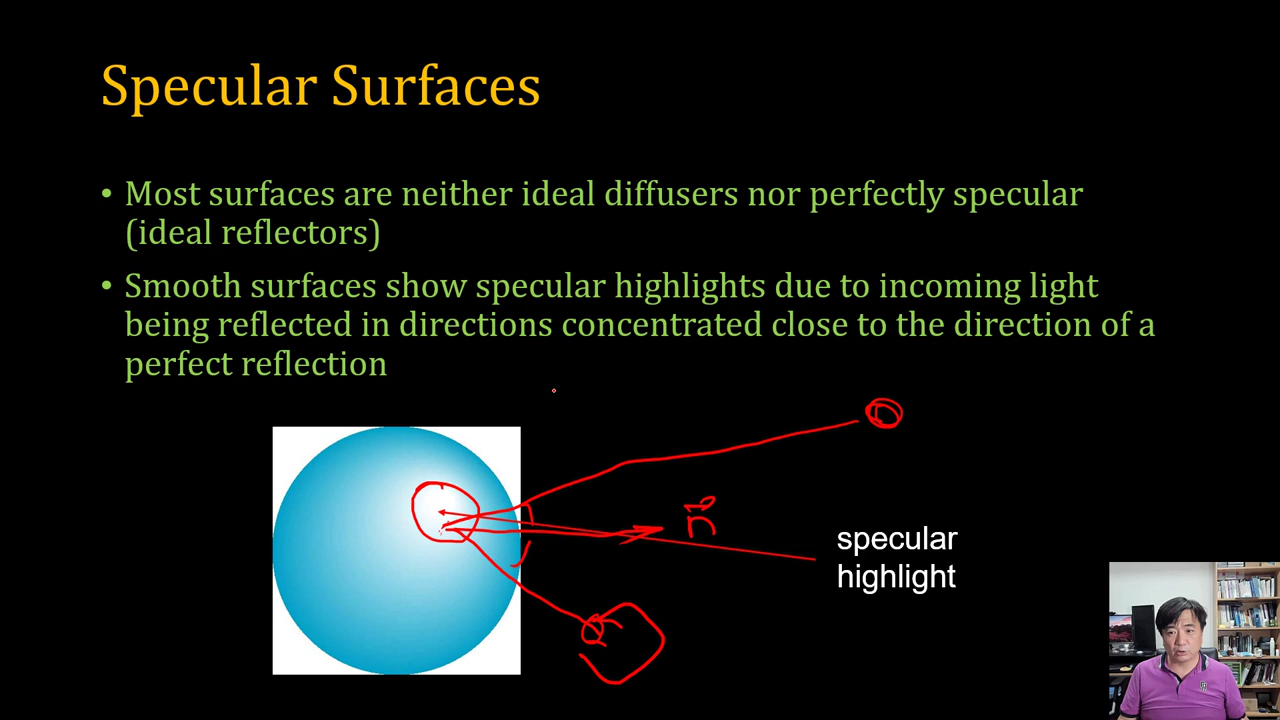 Specular Surfaces
• Most surfaces are neither ideal diffusers nor perfectly specular
(ideal reflectors)
• Smooth surfaces show specular highlights due to incoming light
being reflected in directions concentrated close to the direction of a
perfect reflection
n
specular
highlight